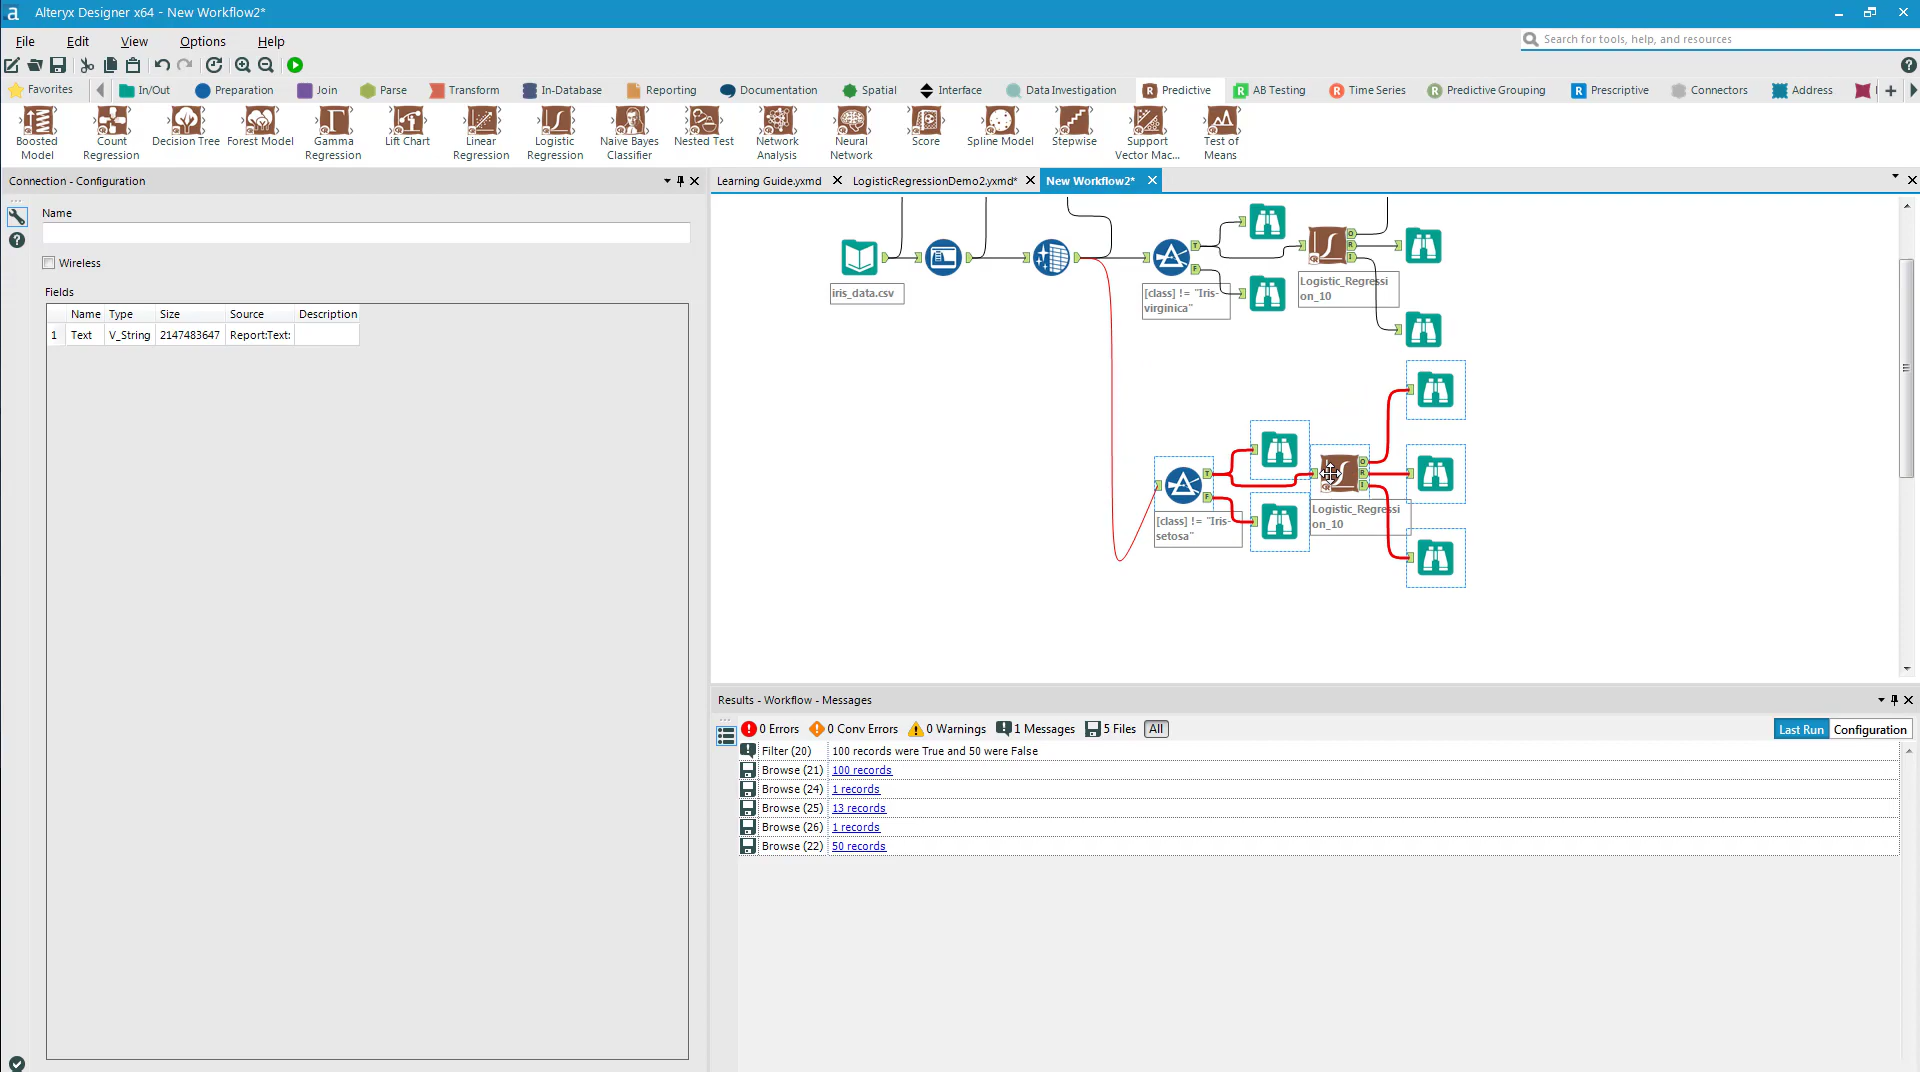 a Alteryx Designer x64 - New Workflow2*
File Edit View Options Help
Search for tools, help, and resources
Favorites In/Out Preparation Join Parse Transform In-Database Reporting Documentation Spatial Interface Data Investigation Predictive AB Testing Time Series Predictive Grouping Prescriptive Connectors Address
Boosted Model
Count Regression
Decision Tree
Forest Model
Gamma Regression
Lift Chart
Linear Regression
Logistic Regression
Naive Bayes Classifier
Nested Test
Network Analysis
Neural Network
Score
Spline Model
Stepwise
Support Vector Mac...
Test of Means
Connection - Configuration
Learning Guide.yxmd
LogisticRegressionDemo2.yxmd*
New Workflow2*
Name
Wireless
Fields
Name Type Size Source Description
1 Text V_String 2147483647 Report:Text:
iris_data.csv
T
F
[class] != "Iris-
virginica"
O
R
I
Logistic_Regressi
on_10
T
F
[class] != "Iris-
setosa"
O
R
I
Logistic_Regressi
on_10
Results - Workflow - Messages
0 Errors 0 Conv Errors 0 Warnings 1 Messages 5 Files All
Last Run Configuration
Filter (20) 100 records were True and 50 were False
Browse (21) 100 records
Browse (24) 1 records
Browse (25) 13 records
Browse (26) 1 records
Browse (22) 50 records